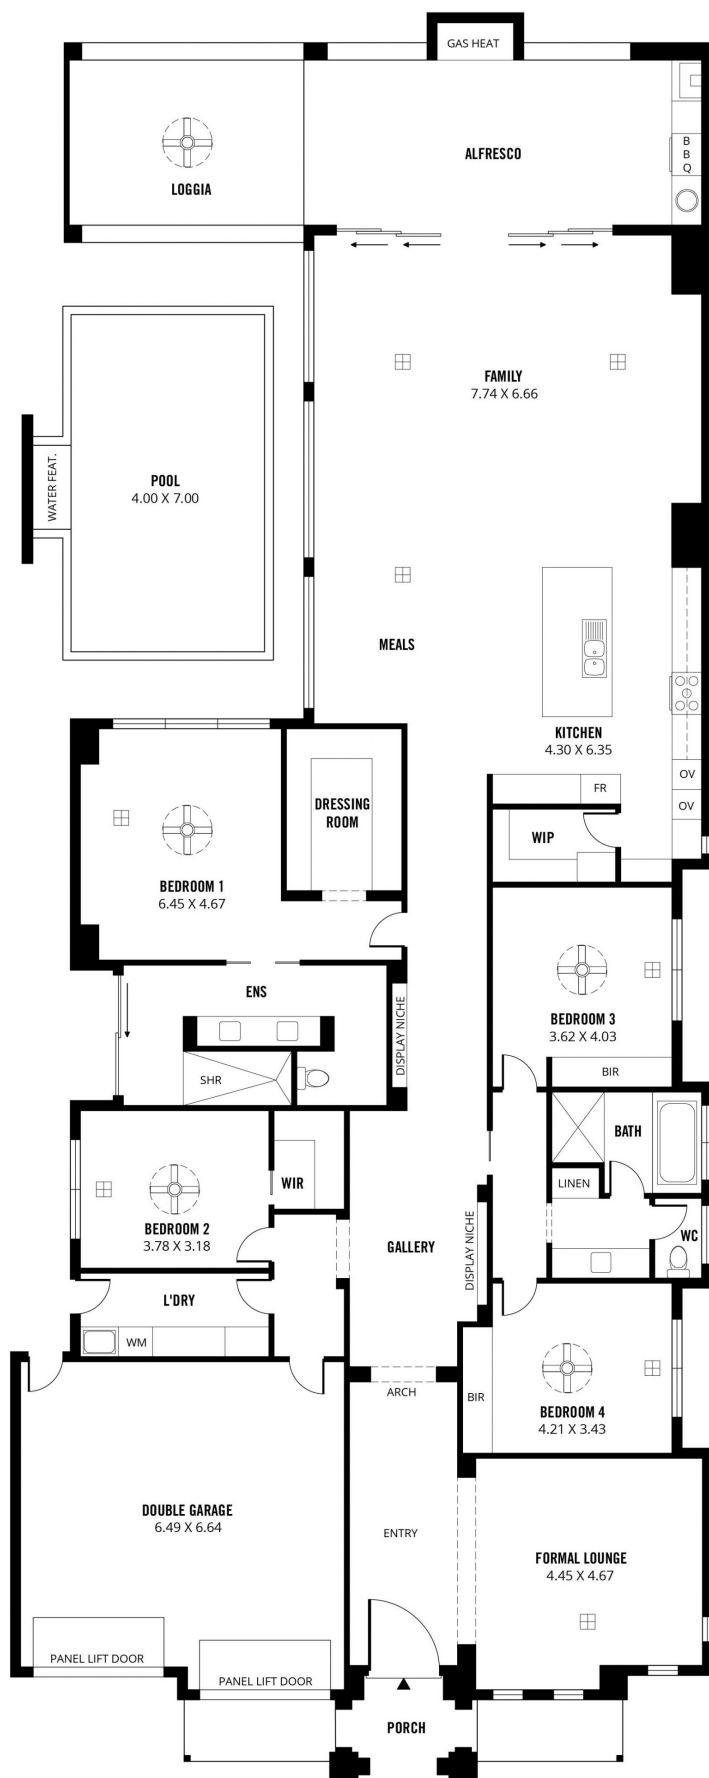 GAS HEAT
B
B
Q
ALFRESCO
LOGGIA
FAMILY
7.74 X 6.66
WATER FEAT.
POOL
4.00 X 7.00
MEALS
KITCHEN
4.30 X 6.35
OV
FR
OV
DRESSING
ROOM
WIP
BEDROOM 1
6.45 X 4.67
ENS
DISPLAY NICHE
BEDROOM 3
3.62 X 4.03
BIR
SHR
BATH
WIR
LINEN
BEDROOM 2
3.78 X 3.18
GALLERY
DISPLAY NICHE
WC
L'DRY
WM
ARCH
BIR
BEDROOM 4
4.21 X 3.43
DOUBLE GARAGE
6.49 X 6.64
ENTRY
FORMAL LOUNGE
4.45 X 4.67
PANEL LIFT DOOR
PANEL LIFT DOOR
PORCH